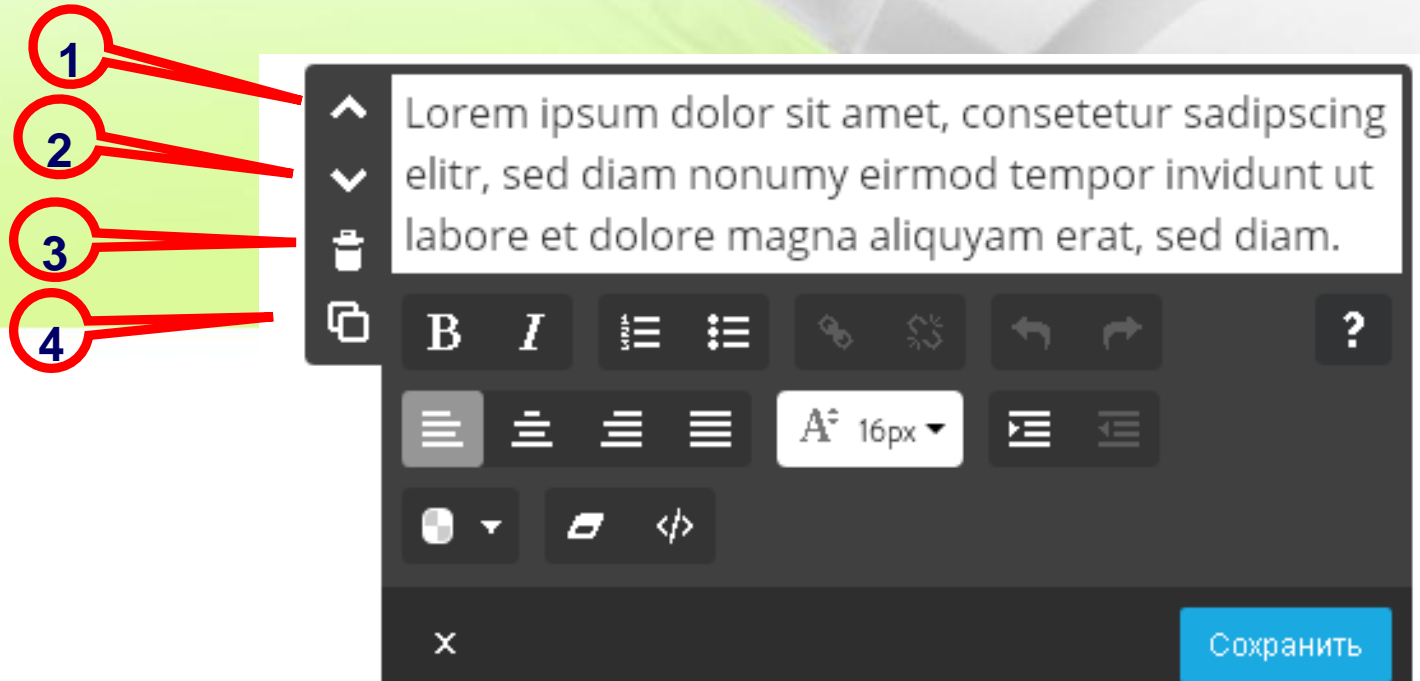 1
Lorem ipsum dolor sit amet, consetetur sadipscing
2
elitr, sed diam nonumy eirmod tempor invidunt ut
3
labore et dolore magna aliquyam erat, sed diam.
4
B I ?
A 16px
</>
x Сохранить